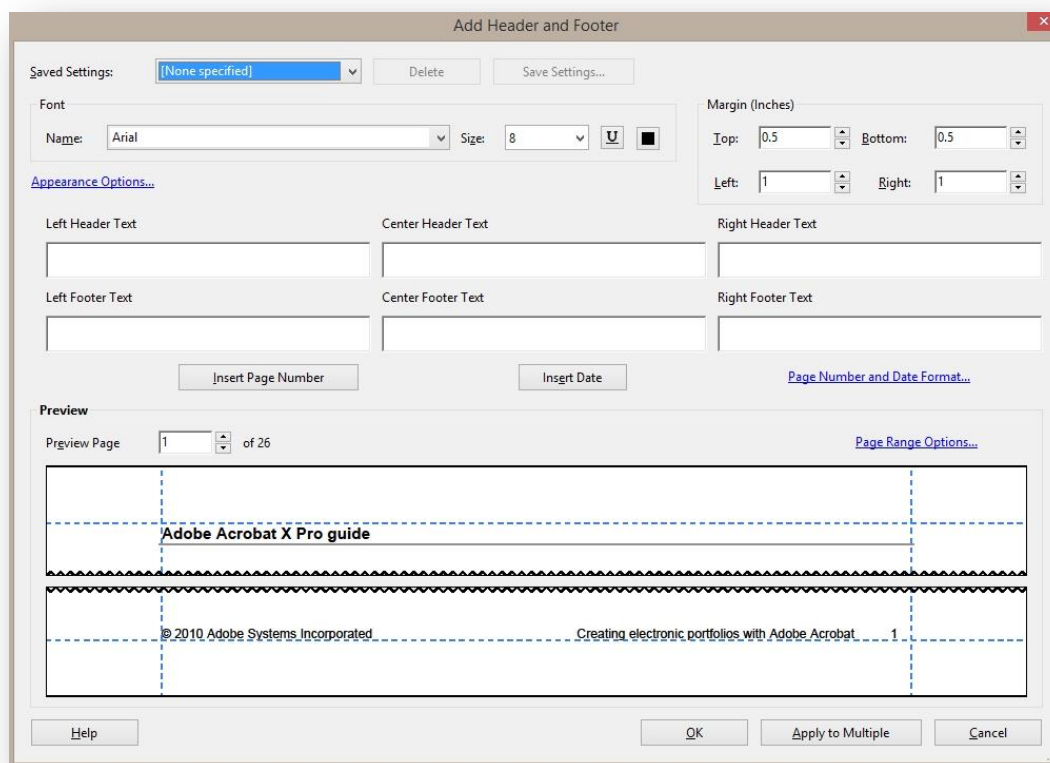 Add Header and Footer
Saved Settings: [None specified] Delete Save Settings...
Font
Name: Arial Size: 8 U
Margin (Inches)
Top: 0.5 Bottom: 0.5
Left: 1 Right: 1
Appearance Options...
Left Header Text Center Header Text Right Header Text
Left Footer Text Center Footer Text Right Footer Text
Insert Page Number Insert Date Page Number and Date Format...
Preview
Preview Page 1 of 26 Page Range Options...
Adobe Acrobat X Pro guide
© 2010 Adobe Systems Incorporated Creating electronic portfolios with Adobe Acrobat 1
Help OK Apply to Multiple Cancel